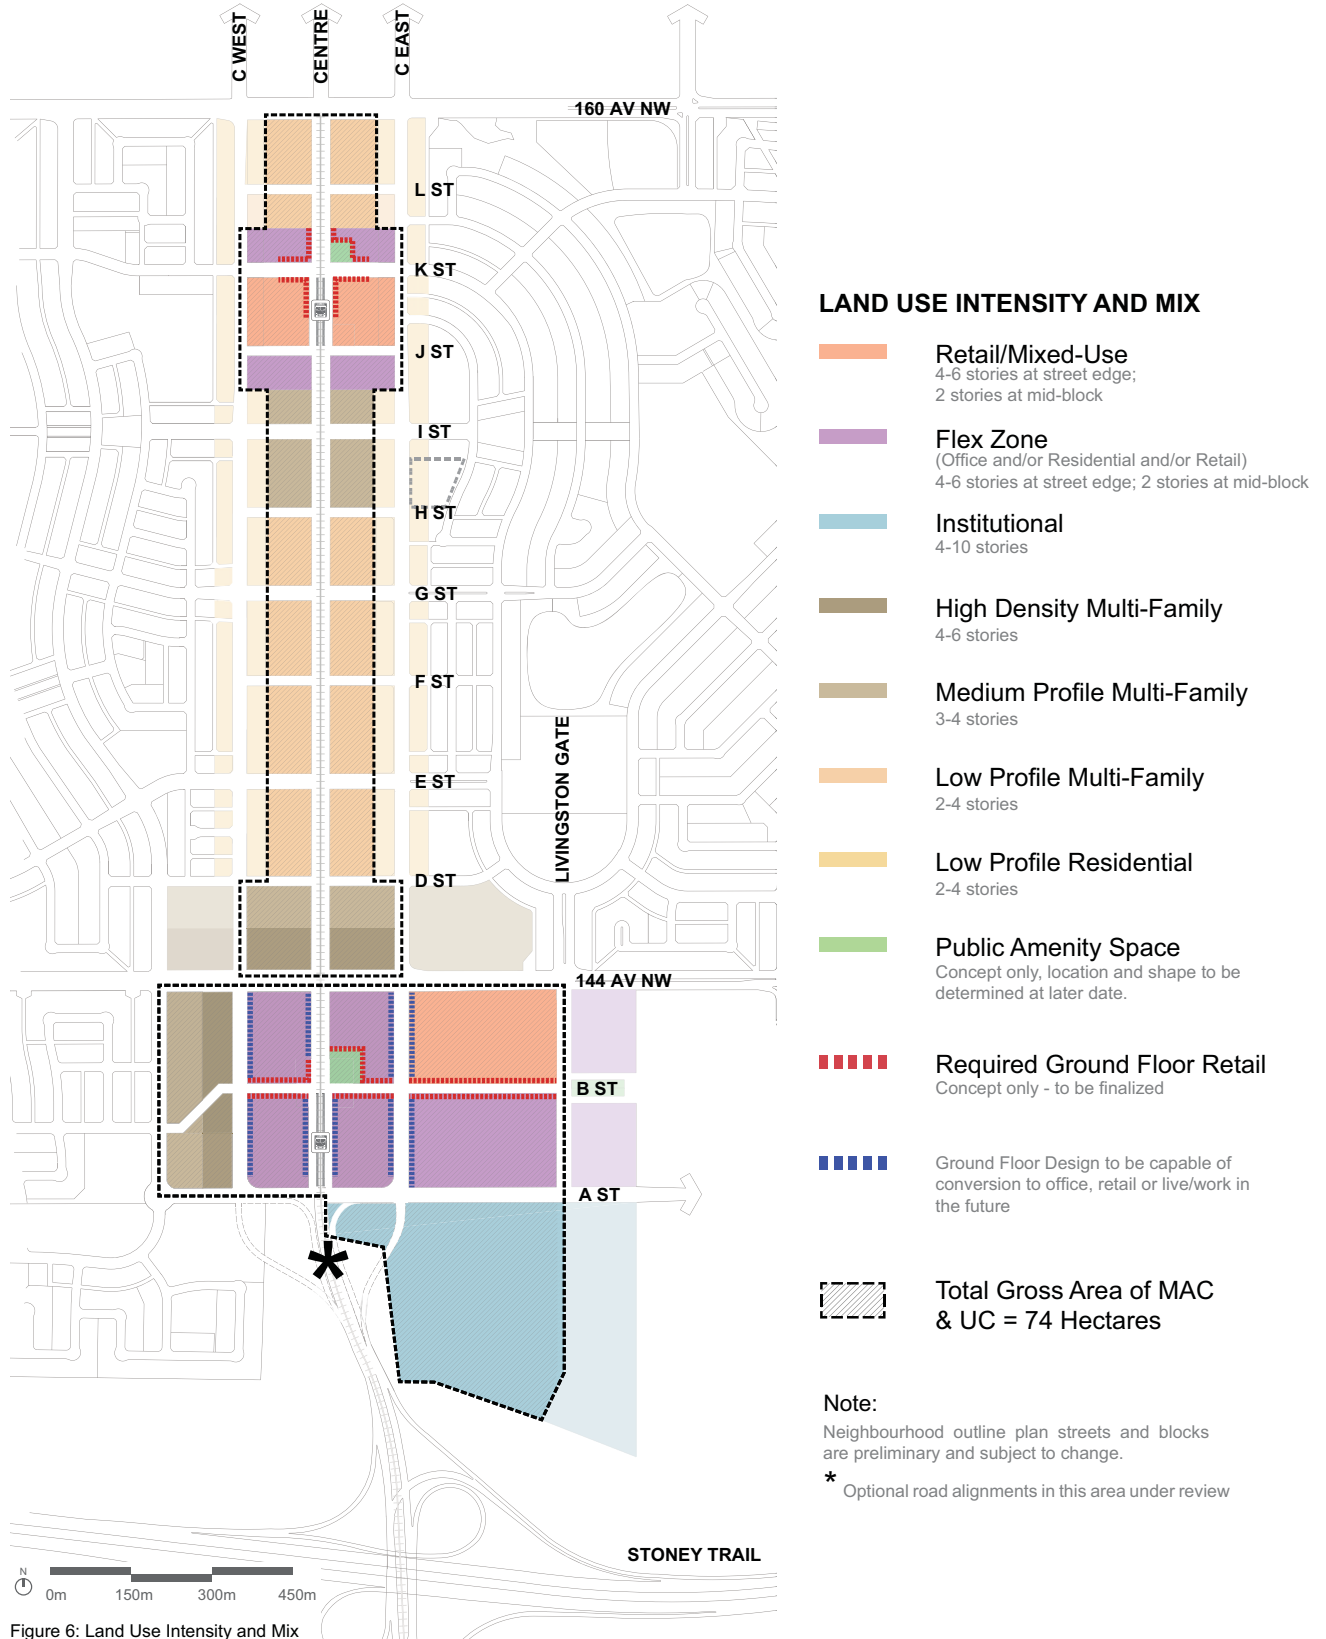 C WEST
CENTRE
C EAST
160 AV NW
L ST
K ST
J ST
I ST
H ST
G ST
F ST
E ST
LIVINGSTON GATE
D ST
144 AV NW
B ST
A ST
*
STONEY TRAIL
N
0m 150m 300m 450m
Figure 6: Land Use Intensity and Mix
LAND USE INTENSITY AND MIX
Retail/Mixed-Use
4-6 stories at street edge;
2 stories at mid-block
Flex Zone
(Office and/or Residential and/or Retail)
4-6 stories at street edge; 2 stories at mid-block
Institutional
4-10 stories
High Density Multi-Family
4-6 stories
Medium Profile Multi-Family
3-4 stories
Low Profile Multi-Family
2-4 stories
Low Profile Residential
2-4 stories
Public Amenity Space
Concept only, location and shape to be
determined at later date.
Required Ground Floor Retail
Concept only - to be finalized
Ground Floor Design to be capable of
conversion to office, retail or live/work in
the future
Total Gross Area of MAC
& UC = 74 Hectares
Note:
Neighbourhood outline plan streets and blocks
are preliminary and subject to change.
* Optional road alignments in this area under review